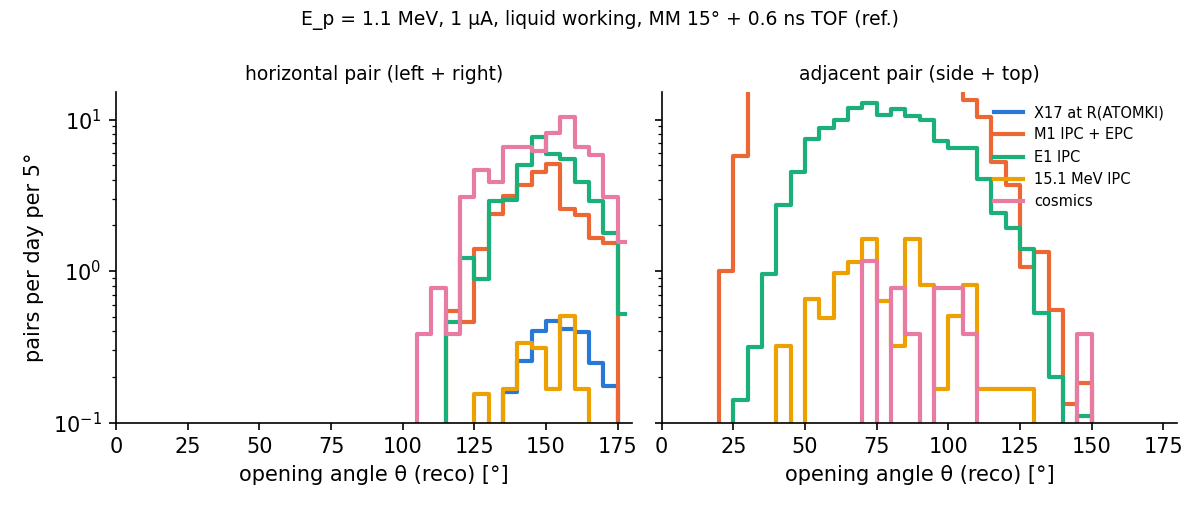 E_p = 1.1 MeV, 1 μA, liquid working, MM 15° + 0.6 ns TOF (ref.)
horizontal pair (left + right)
adjacent pair (side + top)
pairs per day per 5°
10¹
10⁰
10⁻¹
X17 at R(ATOMKI)
M1 IPC + EPC
E1 IPC
15.1 MeV IPC
cosmics
0 25 50 75 100 125 150 175
0 25 50 75 100 125 150 175
opening angle θ (reco) [°]
opening angle θ (reco) [°]